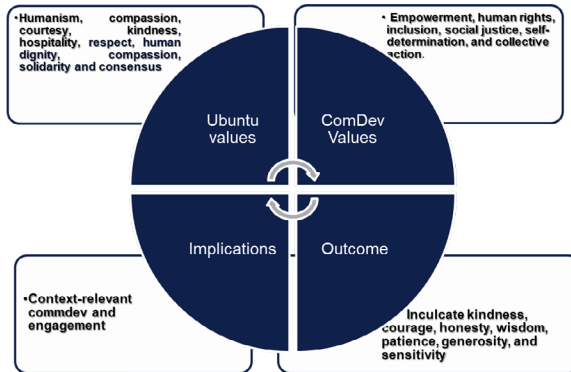 •Humanism, compassion,
courtesy, kindness,
hospitality, respect, human
dignity, compassion,
solidarity and consensus
• Empowerment, human rights,
inclusion, social justice, self-
determination, and collective
action.
Ubuntu
values
ComDev
Values
Implications
Outcome
•Context-relevant
commdev and
engagement
Inculcate kindness,
courage, honesty, wisdom,
patience, generosity, and
sensitivity